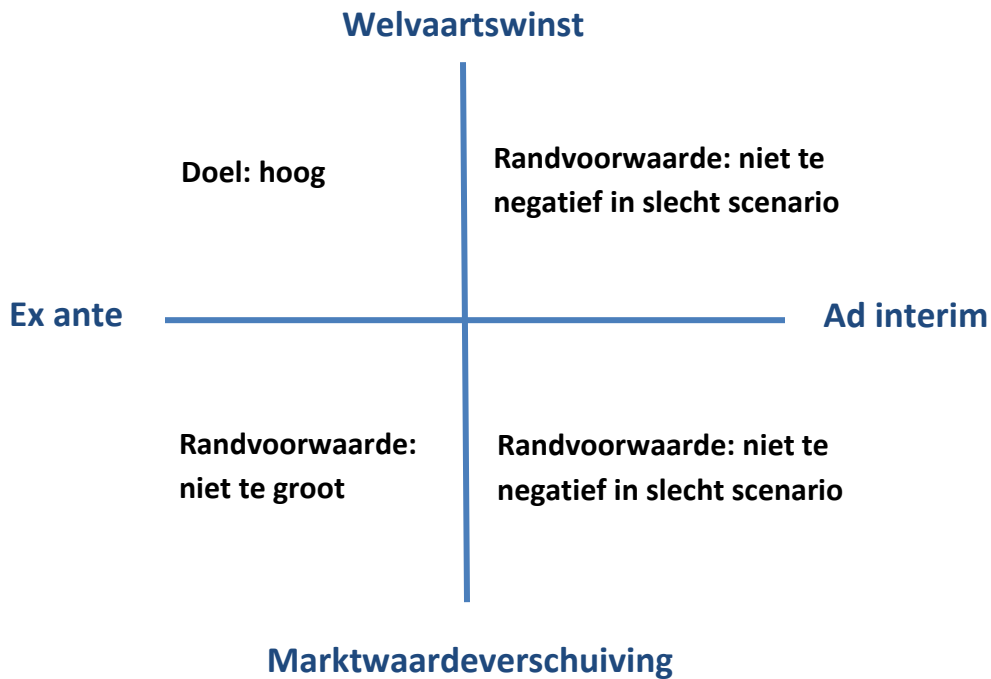 Welvaartswinst
Doel: hoog
Randvoorwaarde: niet te
negatief in slecht scenario
Ex ante
Ad interim
Randvoorwaarde:
niet te groot
Randvoorwaarde: niet te
negatief in slecht scenario
Marktwaardeverschuiving